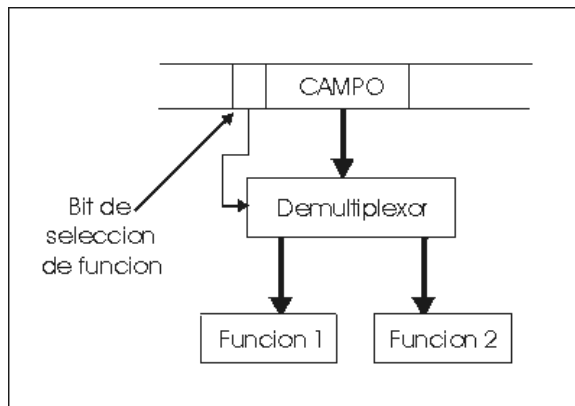 CAMPO
Bit de
seleccion
de funcion
Demultiplexor
Funcion 1
Funcion 2